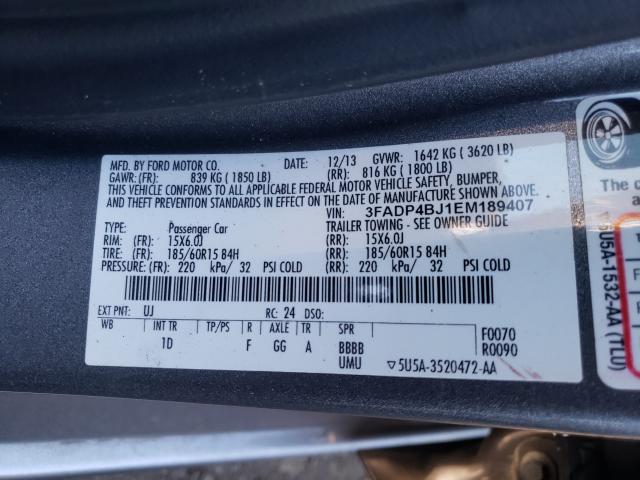 MFD. BY FORD MOTOR CO. DATE: 12/13 GVWR: 1642 KG ( 3620 LB)
GAWR: (FR): 839 KG ( 1850 LB) (RR): 816 KG ( 1800 LB)
THIS VEHICLE CONFORMS TO ALL APPLICABLE FEDERAL MOTOR VEHICLE SAFETY, BUMPER,
AND THEFT PREVENTION STANDARDS IN EFFECT ON THE DATE OF MANUFACTURE SHOWN ABOVE.
VIN: 3FADP4BJ1EM189407
TYPE: Passenger Car TRAILER TOWING - SEE OWNER GUIDE
RIM: (FR): 15X6.0J (RR): 15X6.0J
TIRE: (FR): 185/60R15 84H (RR): 185/60R15 84H
PRESSURE: (FR): 220 kPa/ 32 PSI COLD (RR): 220 kPa/ 32 PSI COLD
EXT PNT: UJ RC: 24 DSO:
WB INT TR TP/PS R AXLE TR SPR
1D F GG A BBBB
UMU
F0070
R0090
▽5U5A-3520472-AA
The c
5U5A-1532-AA (TLU)